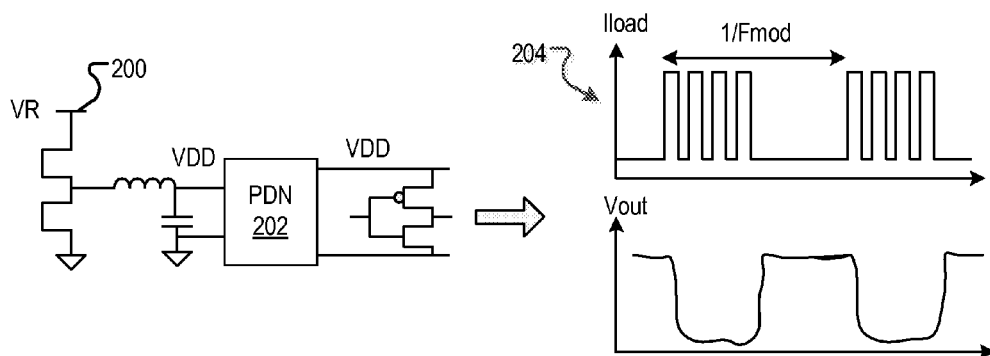 Iload
1/Fmod
204
200
VR
VDD
VDD
PDN
202
Vout